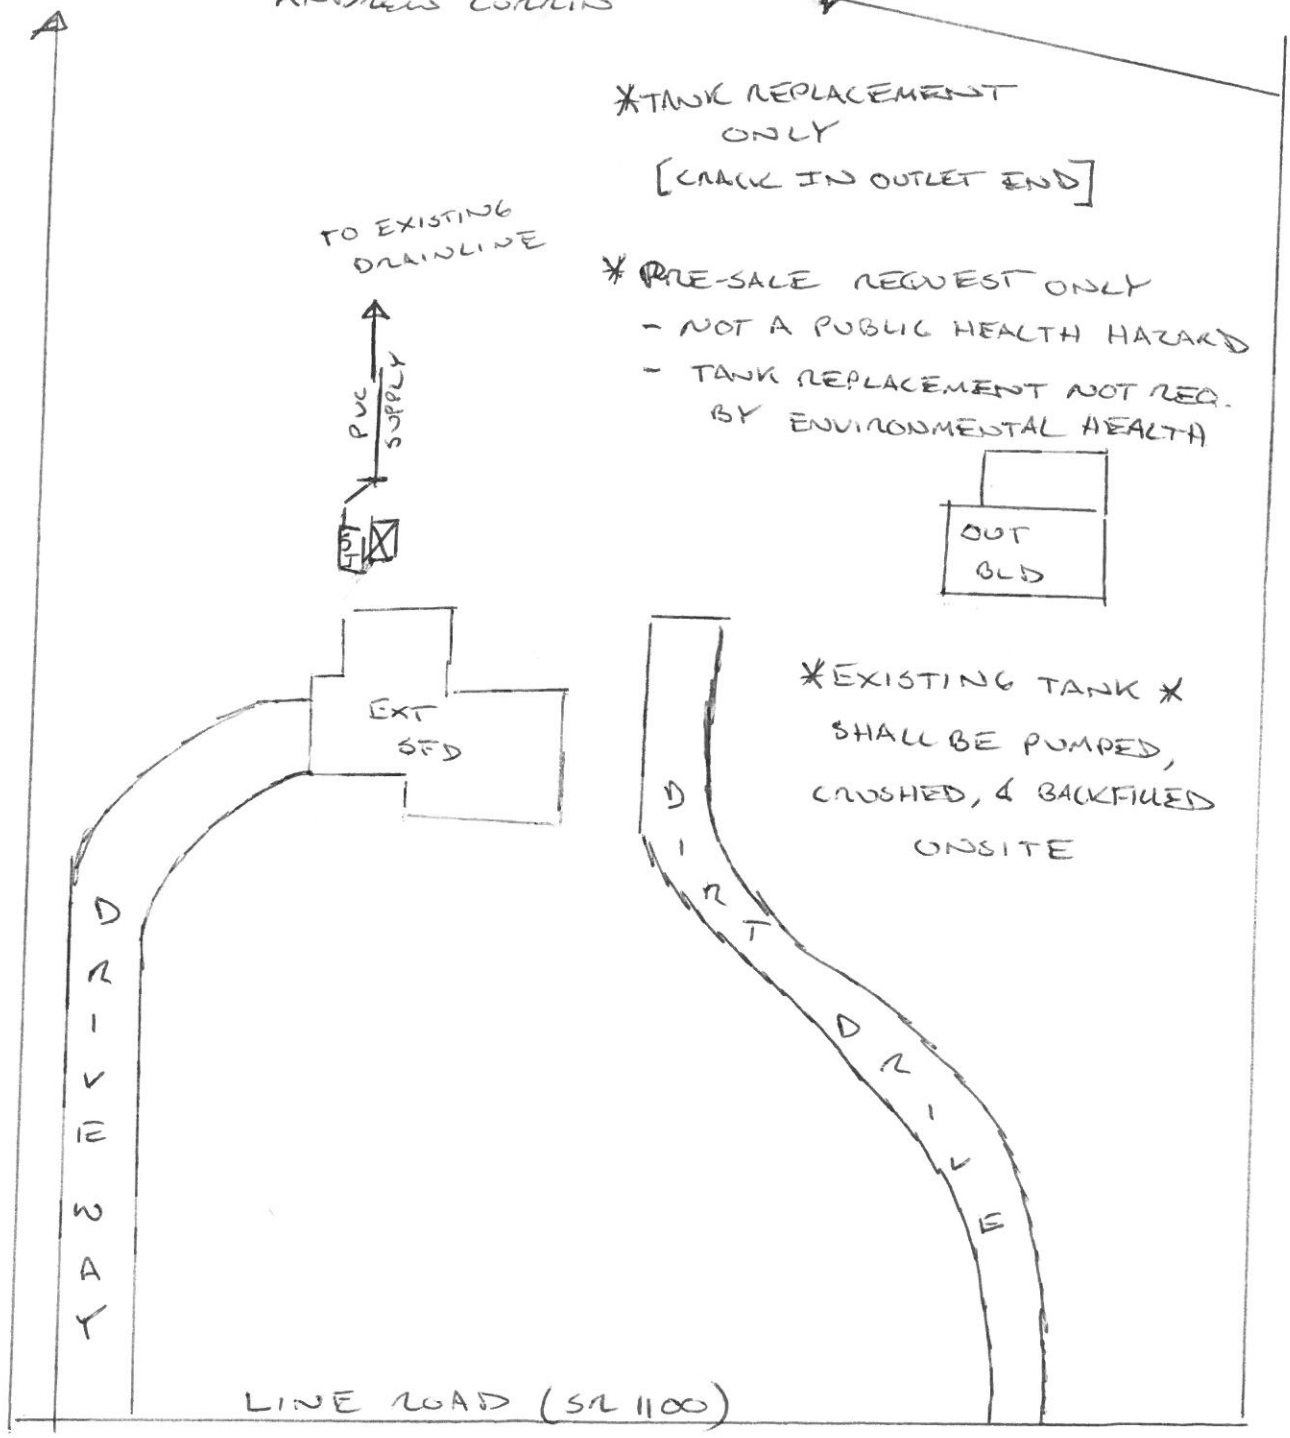 *TANK REPLACEMENT
ONLY
[CRACK IN OUTLET END]
TO EXISTING
DRAINLINE
* PRE-SALE REQUEST ONLY
- NOT A PUBLIC HEALTH HAZARD
- TANK REPLACEMENT NOT REQ.
BY ENVIRONMENTAL HEALTH
PVC
SUPPLY
ST
OUT
BLD
EXT
SFD
*EXISTING TANK *
SHALL BE PUMPED,
CRUSHED, & BACKFILLED
ONSITE
DRIVEWAY
DIRT DRIVE
LINE ROAD (SR 1100)